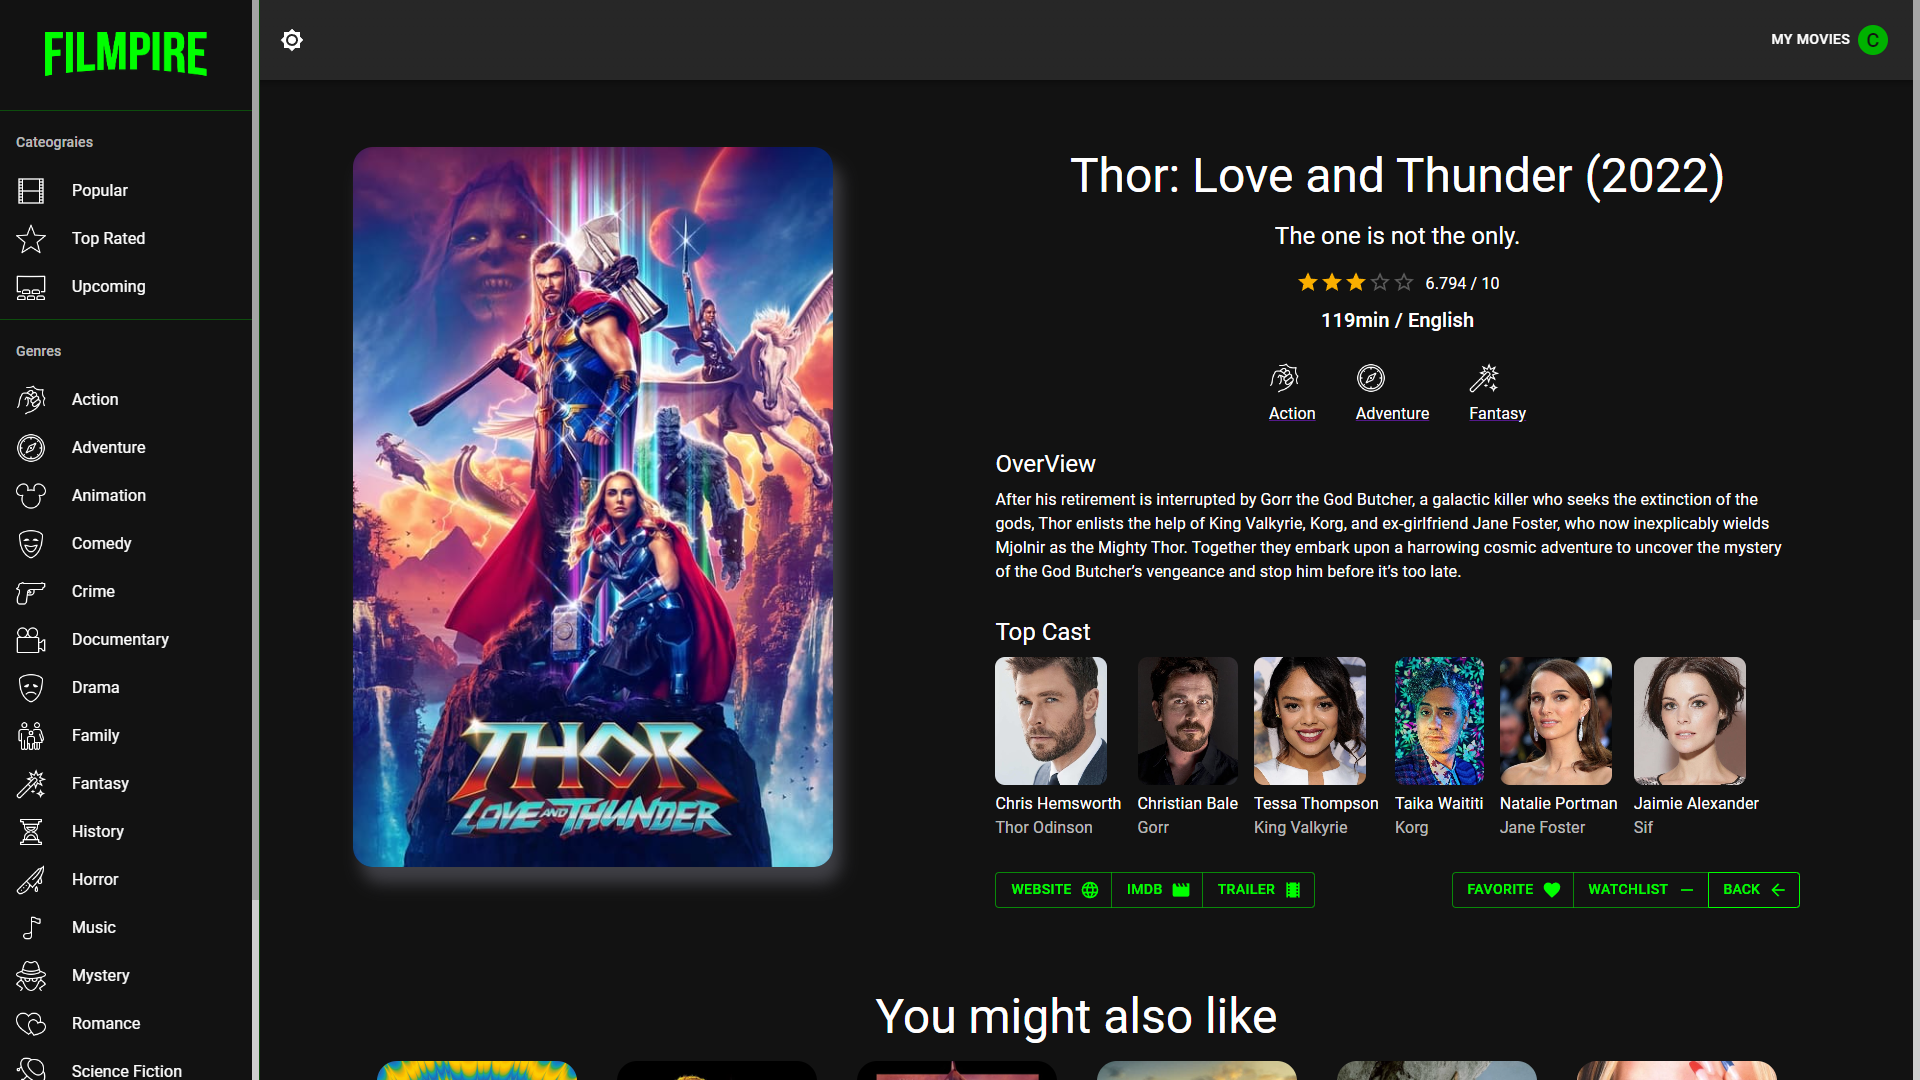 FILMPIRE
MY MOVIES C
Cateograies
Popular
Top Rated
Upcoming
Genres
Action
Adventure
Animation
Comedy
Crime
Documentary
Drama
Family
Fantasy
History
Horror
Music
Mystery
Romance
Science Fiction
THOR
LOVE AND THUNDER
Thor: Love and Thunder (2022)
The one is not the only.
6.794 / 10
119min / English
Action Adventure Fantasy
OverView
After his retirement is interrupted by Gorr the God Butcher, a galactic killer who seeks the extinction of the
gods, Thor enlists the help of King Valkyrie, Korg, and ex-girlfriend Jane Foster, who now inexplicably wields
Mjolnir as the Mighty Thor. Together they embark upon a harrowing cosmic adventure to uncover the mystery
of the God Butcher’s vengeance and stop him before it’s too late.
Top Cast
Chris Hemsworth Christian Bale Tessa Thompson Taika Waititi Natalie Portman Jaimie Alexander
Thor Odinson Gorr King Valkyrie Korg Jane Foster Sif
WEBSITE IMDB TRAILER FAVORITE WATCHLIST BACK
You might also like